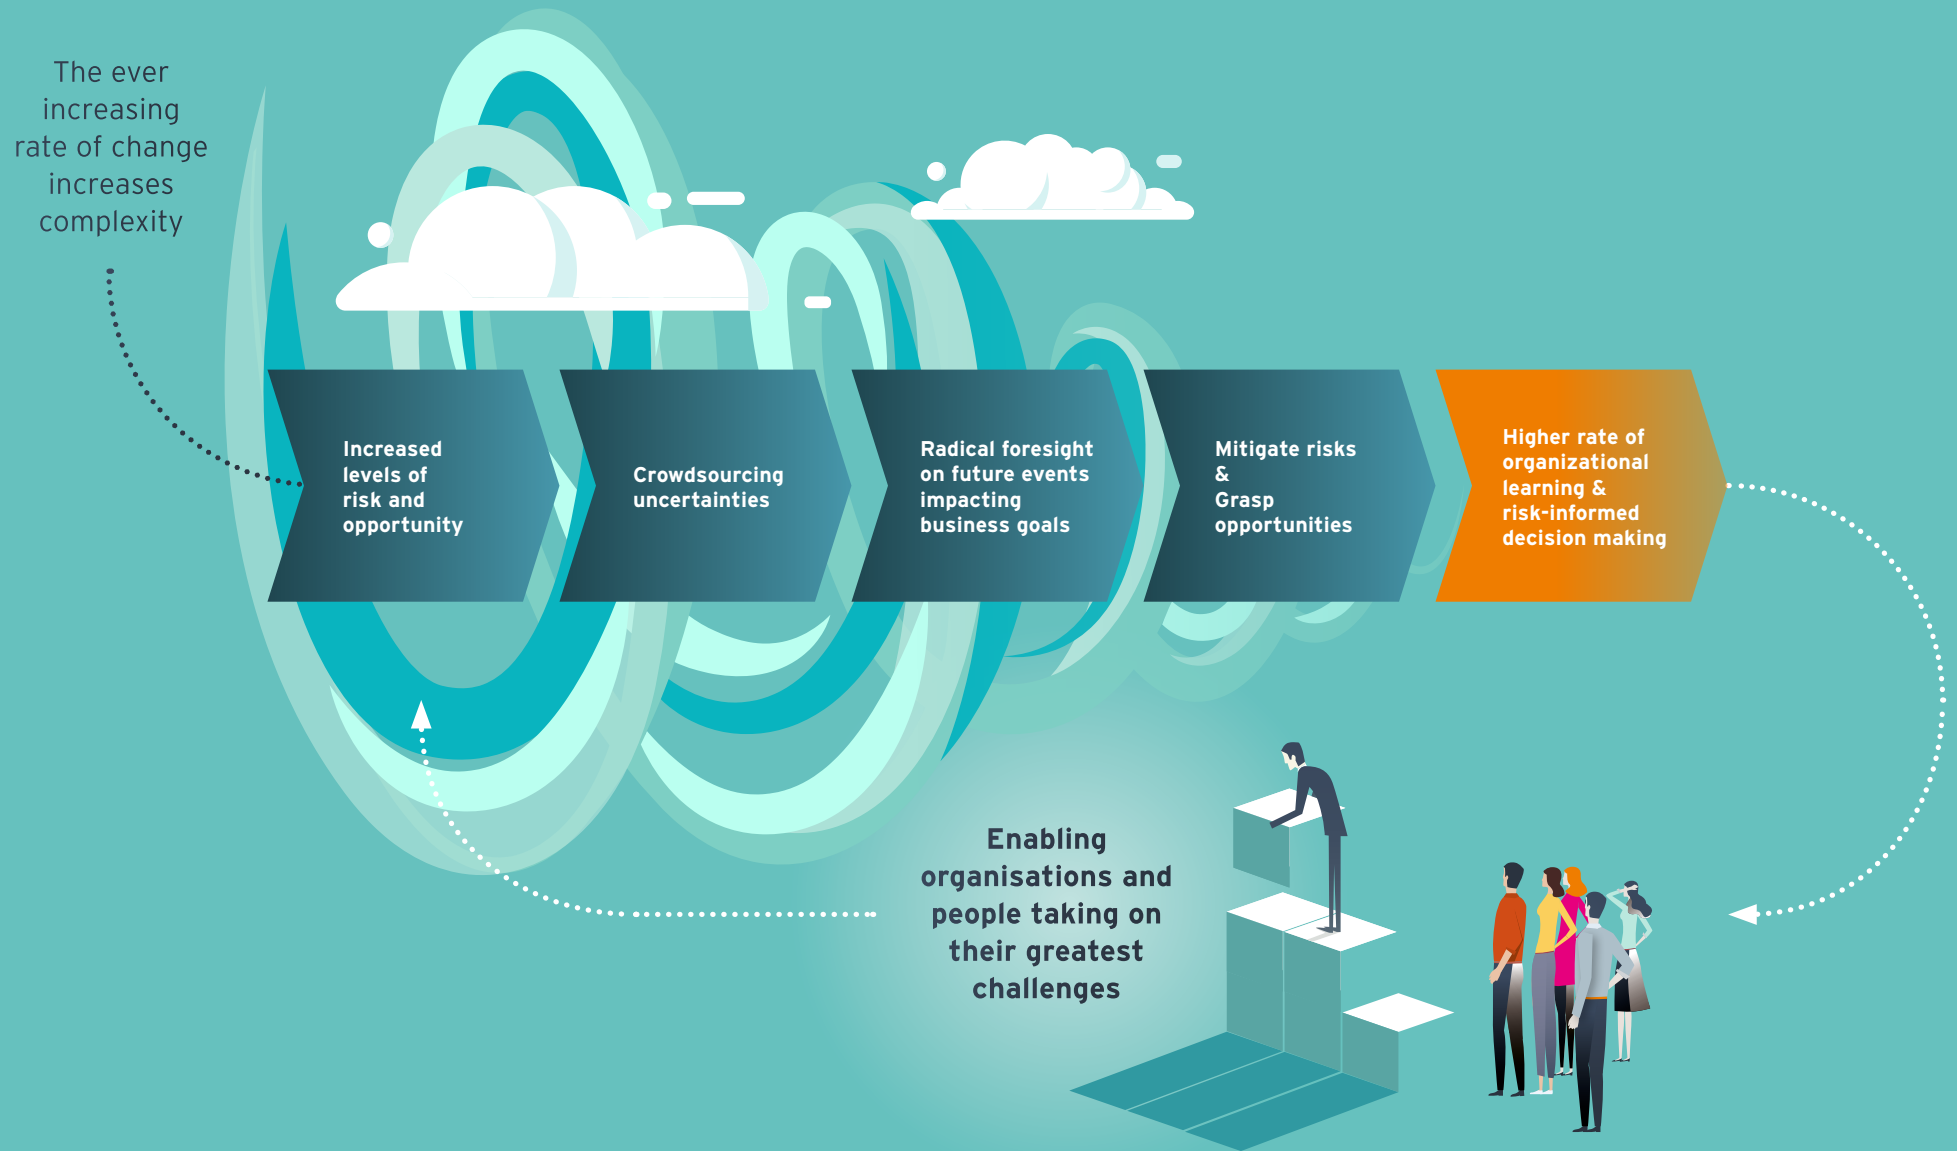 The ever
increasing
rate of change
increases
complexity
Increased
levels of
risk and
opportunity
Crowdsourcing
uncertainties
Radical foresight
on future events
impacting
business goals
Mitigate risks
&
Grasp
opportunities
Higher rate of
organizational
learning &
risk-informed
decision making
Enabling
organisations and
people taking on
their greatest
challenges